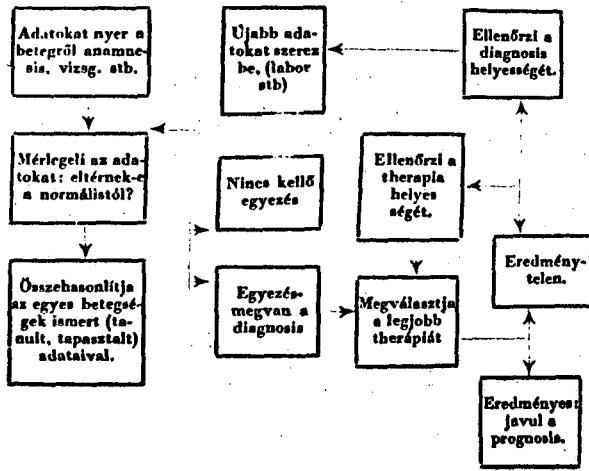 Adatokat nyer a
betegről anamne-
sis, vizsg. stb.
Újabb ada-
tokat szerez
be, (labor
stb)
Ellenőrzi a
diagnosis
helyességét.
Mérlegeli az ada-
tokat: eltérnek-e
a normálistól?
Nincs kellő
egyezés
Ellenőrzi a
therapia
helyes
ségét.
Összehasonlítja
az egyes betegsé-
gek ismert (ta-
nult, tapasztalt)
adataival.
Egyezés-
megvan a
diagnosis
Megválasztja
a legjobb
therápiát
Eredmény-
telen.
Eredményes:
javul a
prognosis.